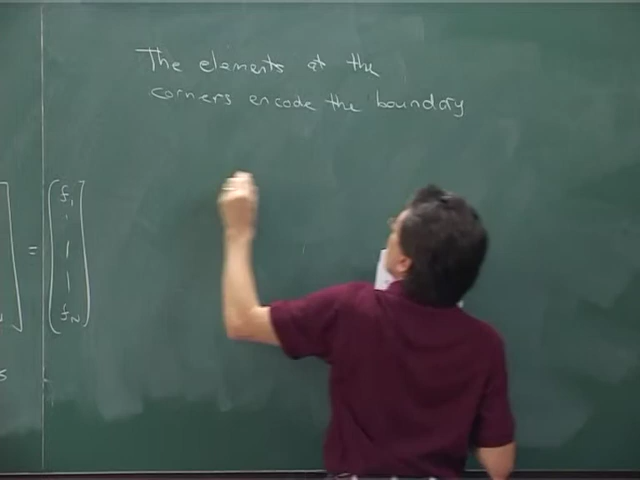 The elements at the
corners encode the boundary
= f₁
f_N
s